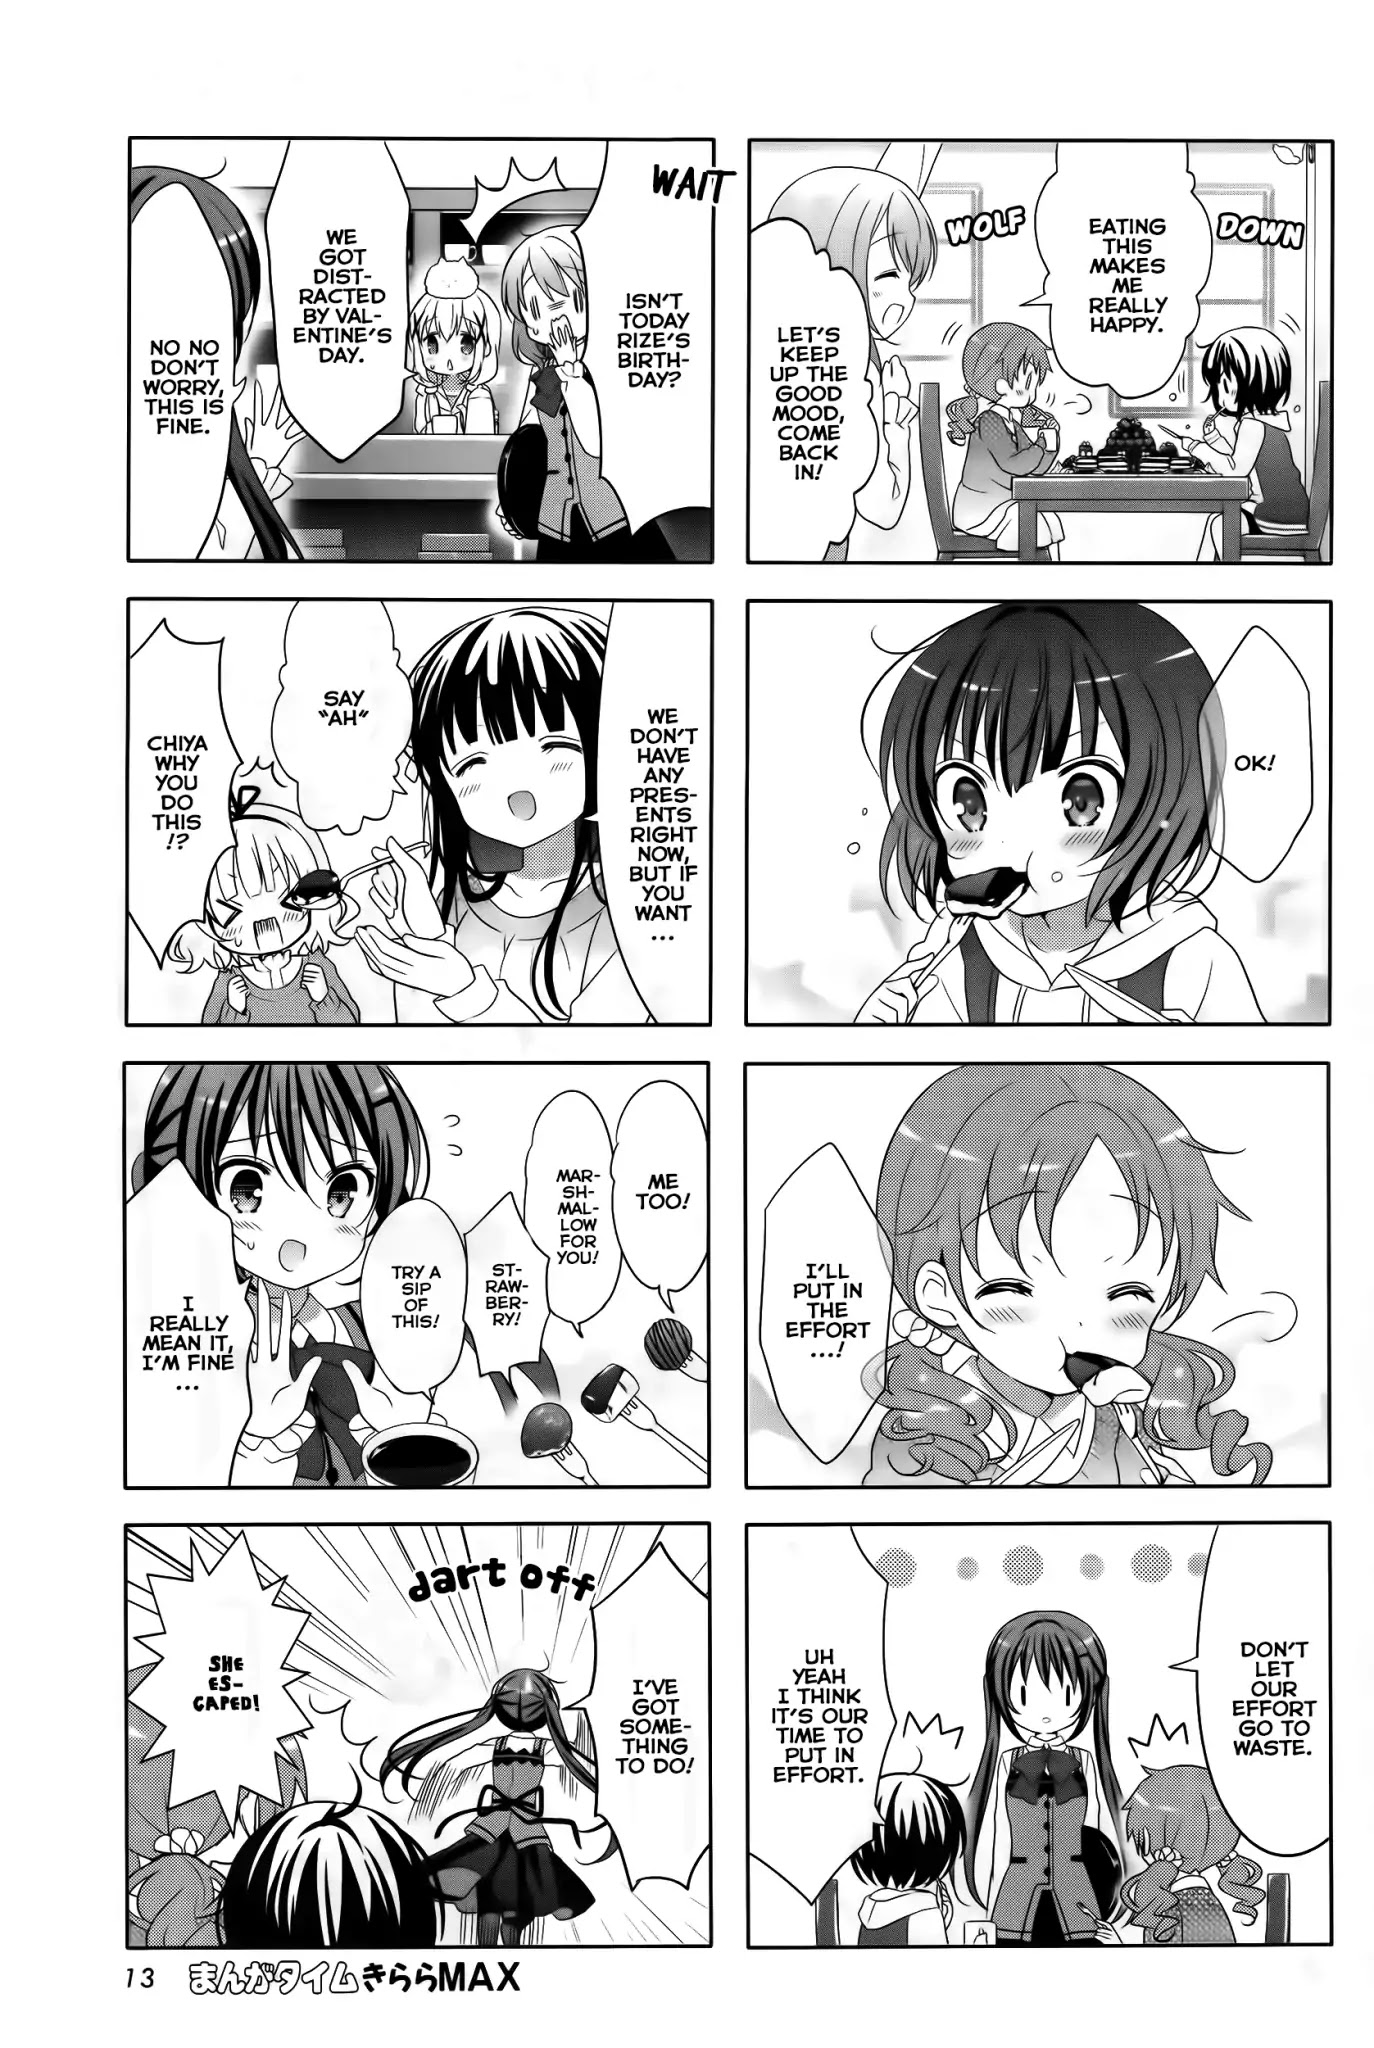 EATING
THIS
MAKES
ME
REALLY
HAPPY.
DOWN
WOLF
LET'S
KEEP
UP THE
GOOD
MOOD,
COME
BACK
IN!
OK!
I'LL
PUT IN
THE
EFFORT
....!
DON'T
LET
OUR
EFFORT
GO TO
WASTE.
UH
YEAH
I THINK
IT'S OUR
TIME TO
PUT IN
EFFORT.
WAIT
ISN'T
TODAY
RIZE'S
BIRTH-
DAY?
WE
GOT
DIST-
RACTED
BY VAL-
ENTINE'S
DAY.
NO NO
DON'T
WORRY,
THIS IS
FINE.
WE
DON'T
HAVE
ANY
PRES-
ENTS
RIGHT
NOW,
BUT IF
YOU
WANT
...
SAY
"AH"
CHIYA
WHY
YOU
DO
THIS
!?
ME
TOO!
MAR-
SH-
MAL-
LOW
FOR
YOU!
ST-
RAW-
BER-
RY!
TRY A
SIP
OF
THIS!
I
REALLY
MEAN IT,
I'M FINE
...
I'VE
GOT
SOME-
THING
TO DO!
dart off
SHE
ES-
CAPED!
13 まんがタイムきららMAX